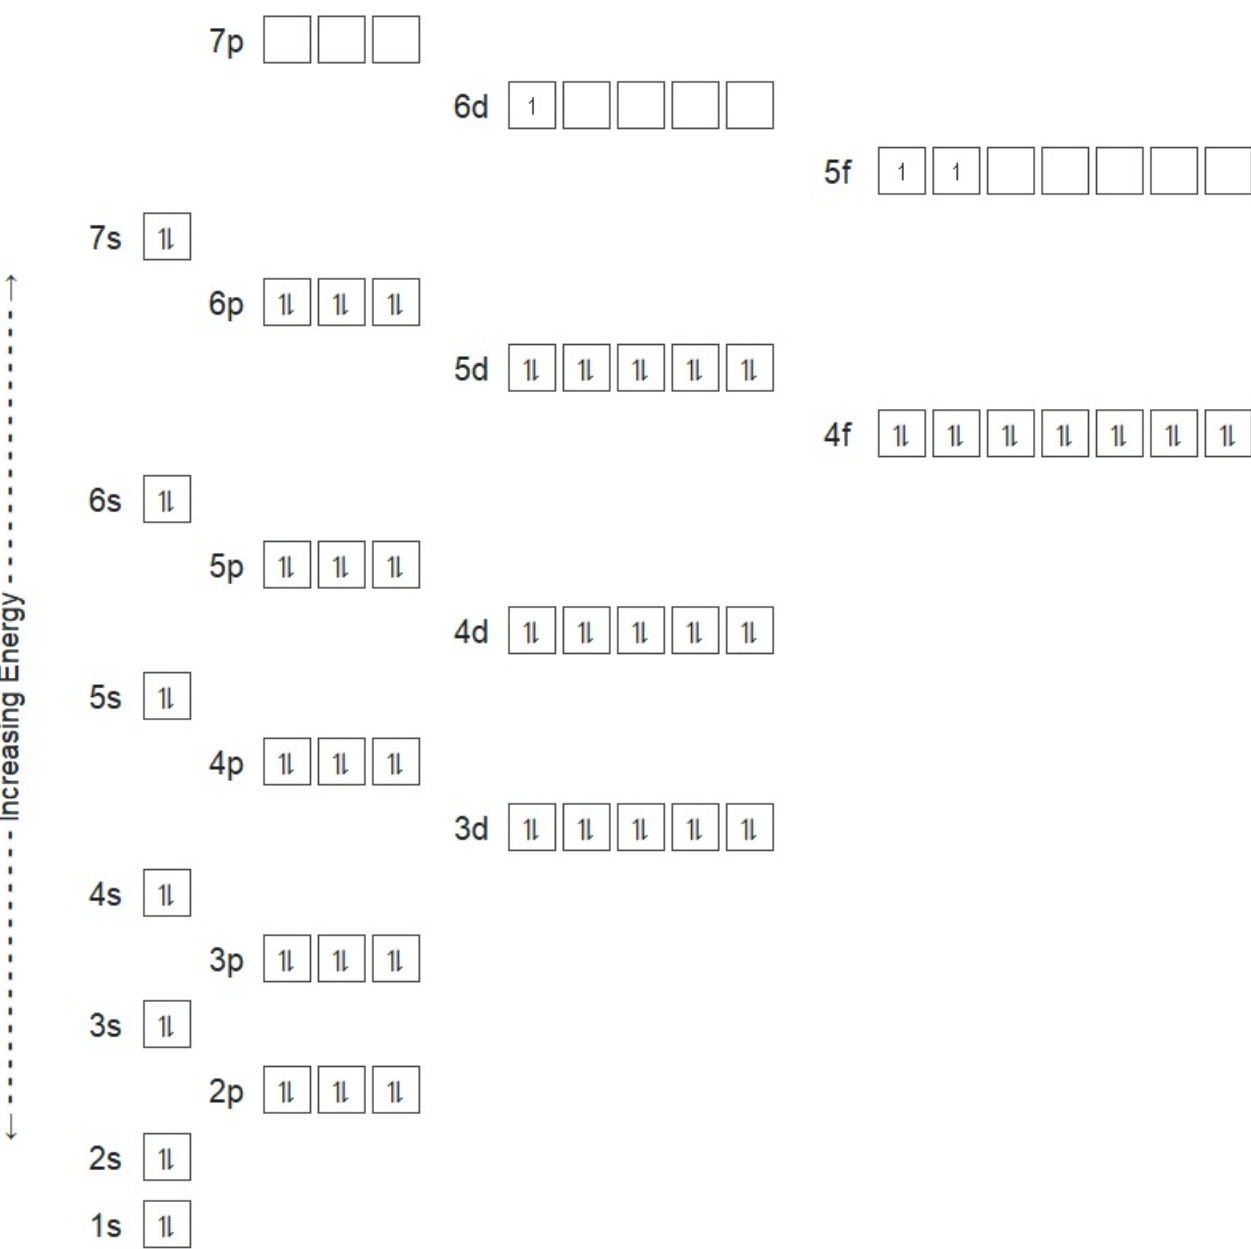 7p
6d 1
5f 1 1
7s 1l
6p 1l 1l 1l
5d 1l 1l 1l 1l 1l
4f 1l 1l 1l 1l 1l 1l 1l
6s 1l
5p 1l 1l 1l
4d 1l 1l 1l 1l 1l
5s 1l
4p 1l 1l 1l
3d 1l 1l 1l 1l 1l
4s 1l
3p 1l 1l 1l
3s 1l
2p 1l 1l 1l
2s 1l
1s 1l
Increasing Energy